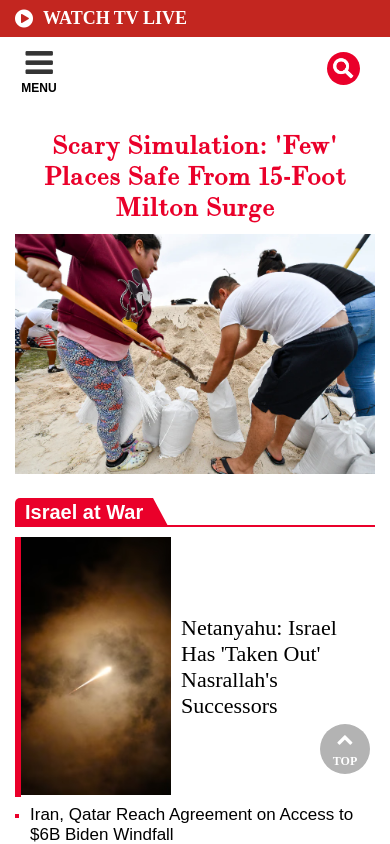 WATCH TV LIVE
MENU
Scary Simulation: 'Few'
Places Safe From 15-Foot
Milton Surge
Israel at War
Netanyahu: Israel
Has 'Taken Out'
Nasrallah's
Successors
TOP
Iran, Qatar Reach Agreement on Access to
$6B Biden Windfall